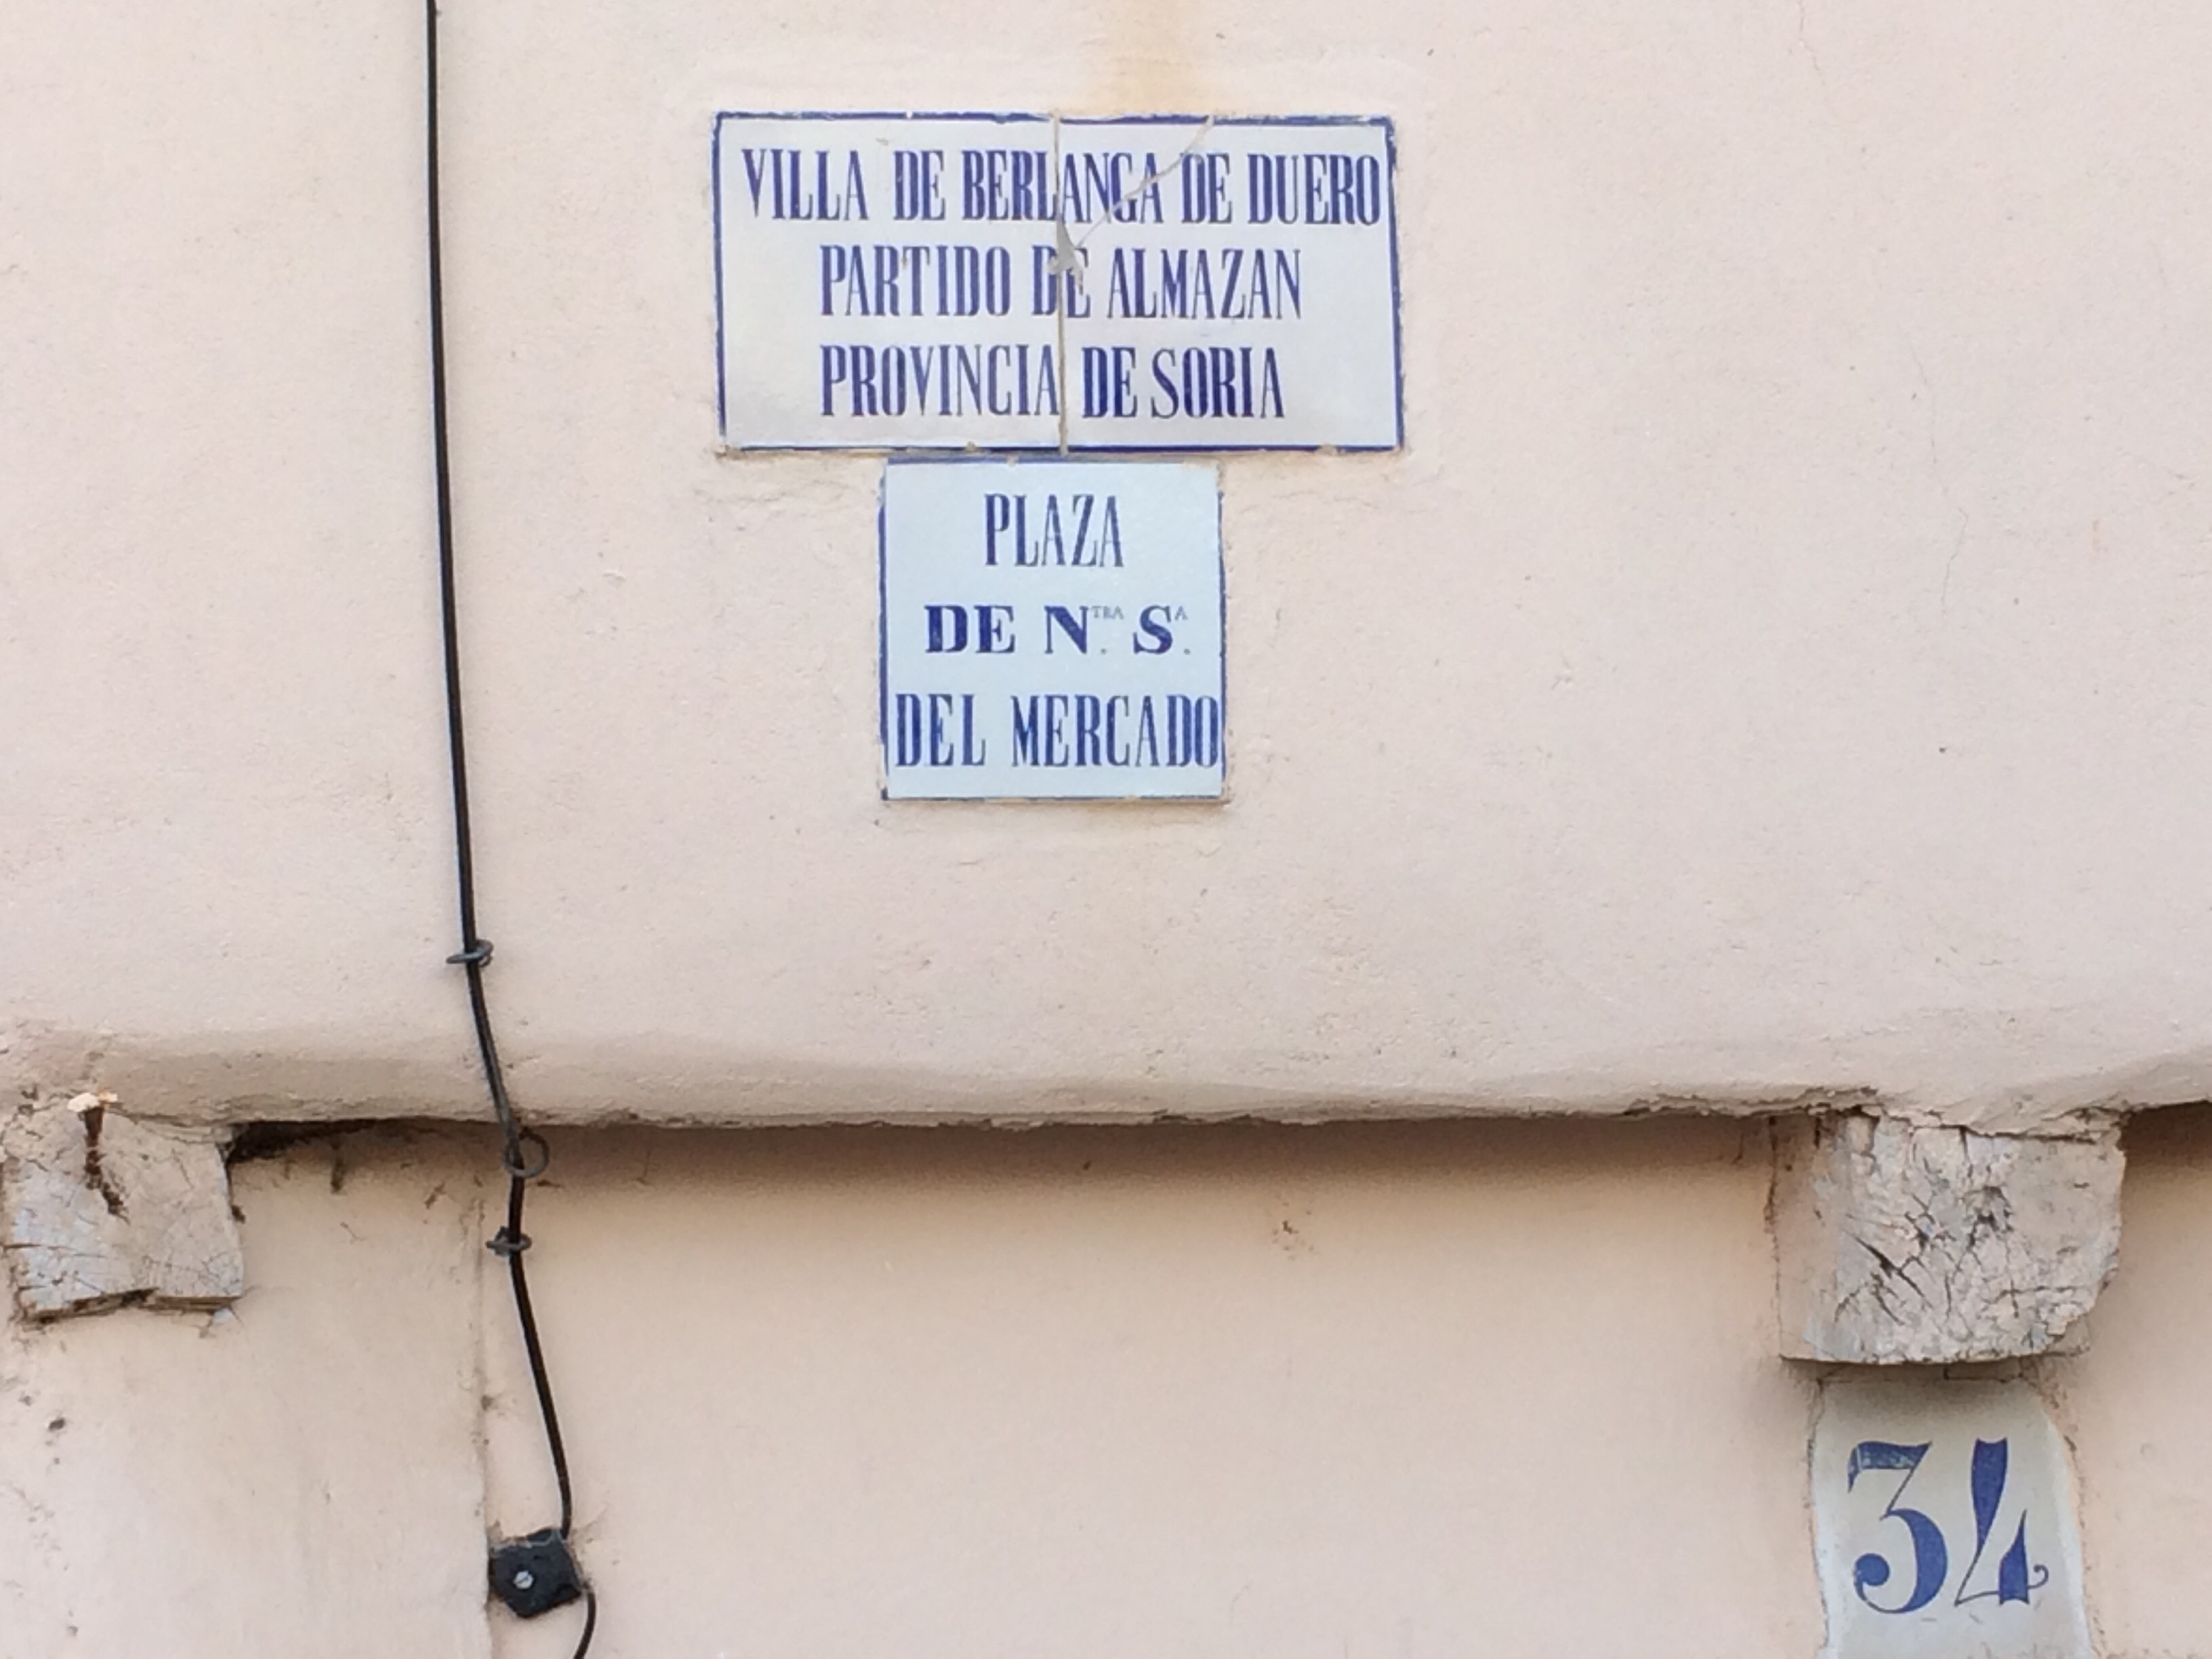 VILLA DE BERLANGA DE DUERO
PARTIDO DE ALMAZAN
PROVINCIA DE SORIA
PLAZA
DE NTRA. SA.
DEL MERCADO
34